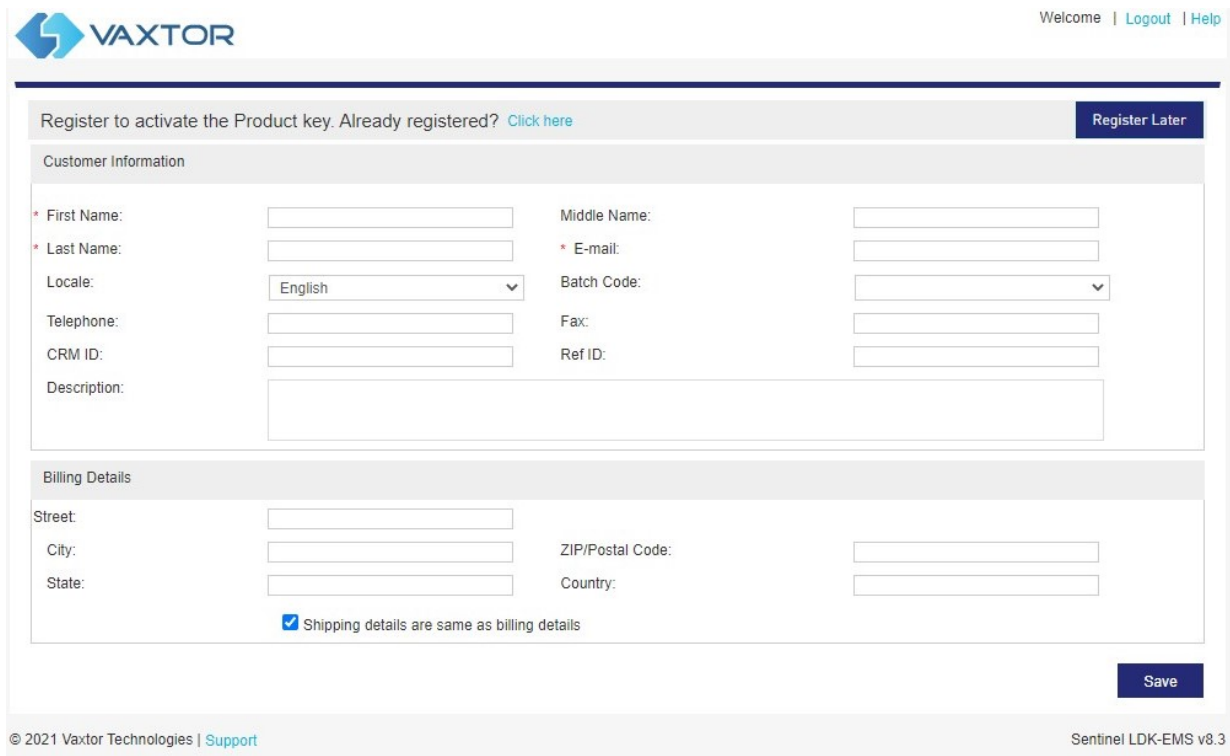 VAXTOR
Welcome | Logout | Help
Register to activate the Product key. Already registered? Click here
Register Later
Customer Information
* First Name:
Middle Name:
* Last Name:
* E-mail:
Locale:
English
Batch Code:
Telephone:
Fax:
CRM ID:
Ref ID:
Description:
Billing Details
Street:
City:
ZIP/Postal Code:
State:
Country:
Shipping details are same as billing details
Save
© 2021 Vaxtor Technologies | Support
Sentinel LDK-EMS v8.3